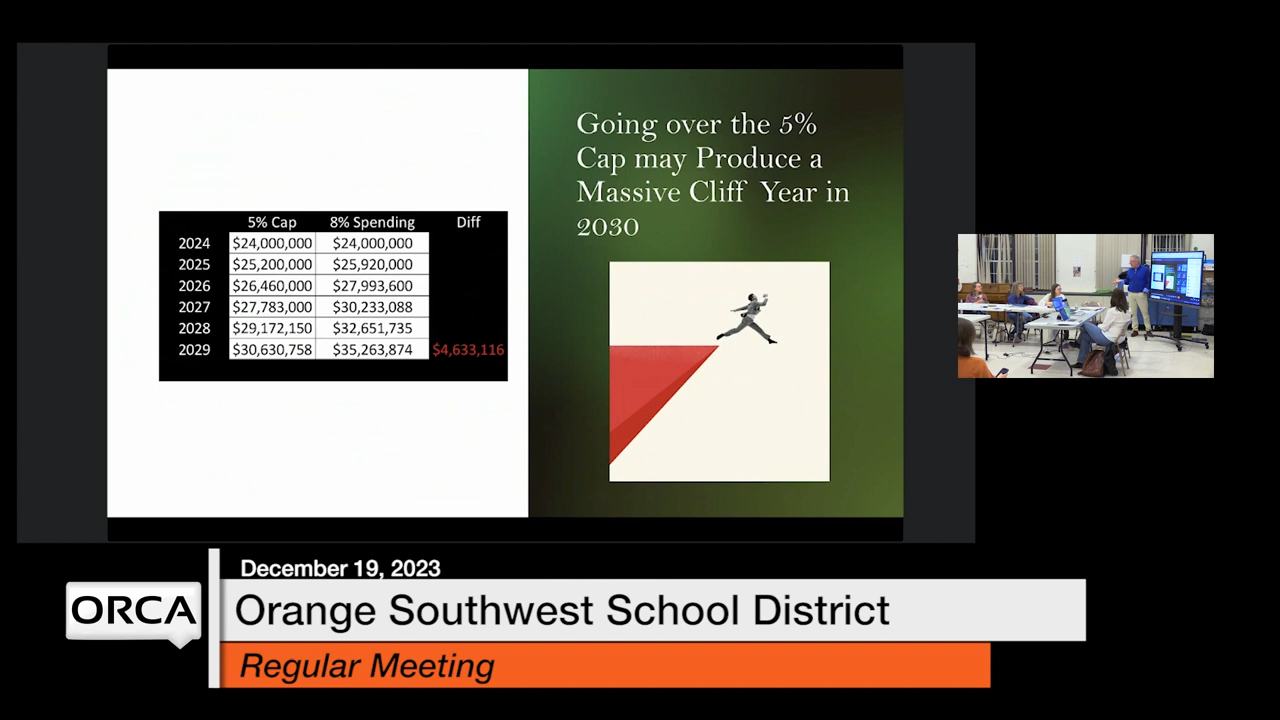 Going over the 5%
Cap may Produce a
Massive Cliff Year in
2030
5% Cap 8% Spending Diff
2024 $24,000,000 $24,000,000
2025 $25,200,000 $25,920,000
2026 $26,460,000 $27,993,600
2027 $27,783,000 $30,233,088
2028 $29,172,150 $32,651,735
2029 $30,630,758 $35,263,874 $4,633,116
December 19, 2023
ORCA
Orange Southwest School District
Regular Meeting